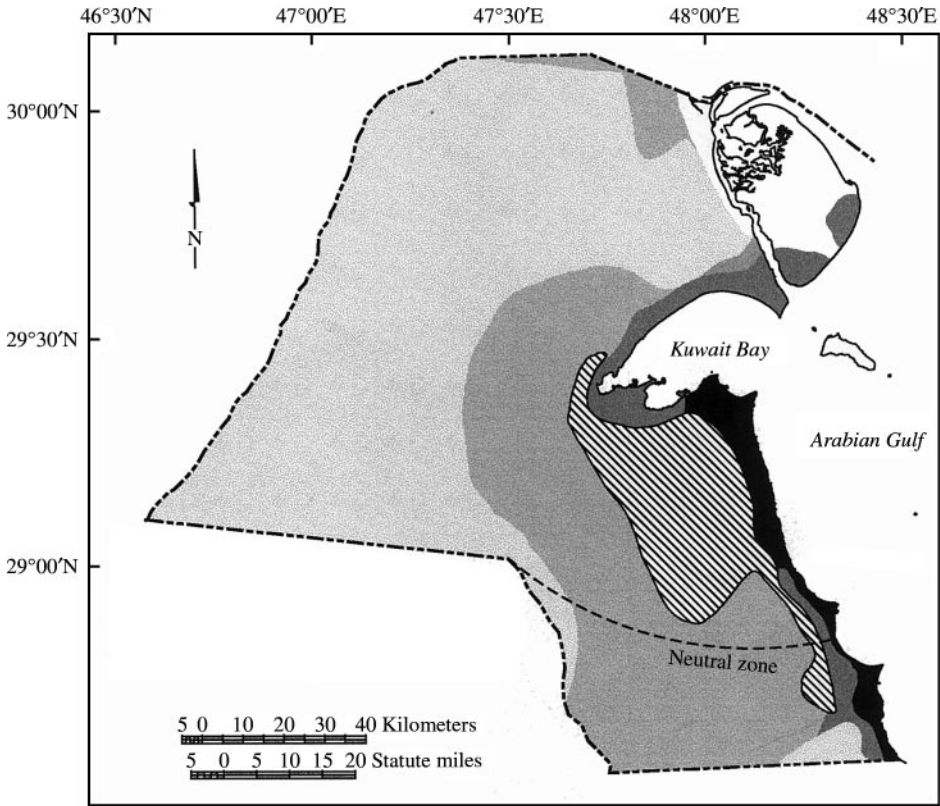 46°30′N 47°00′E 47°30′E 48°00′E 48°30′E
30°00′N
N
29°30′N
Kuwait Bay
Arabian Gulf
29°00′N
Neutral zone
5 0 10 20 30 40 Kilometers
5 0 5 10 15 20 Statute miles